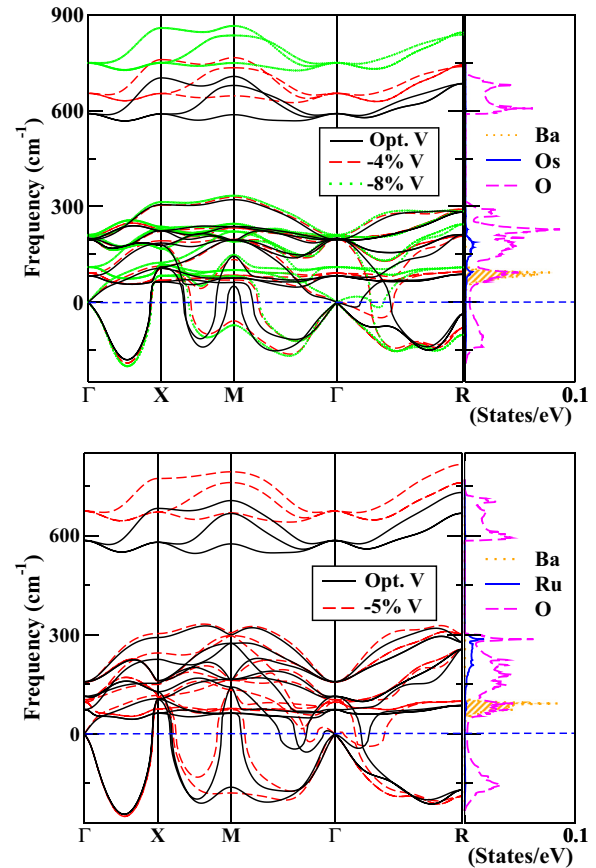 900
600
300
0
Frequency (cm⁻¹)
Opt. V
-4% V
-8% V
Ba
Os
O
Γ X M Γ R 0.1
(States/eV)
600
300
0
Frequency (cm⁻¹)
Opt. V
-5% V
Ba
Ru
O
Γ X M Γ R 0.1
(States/eV)